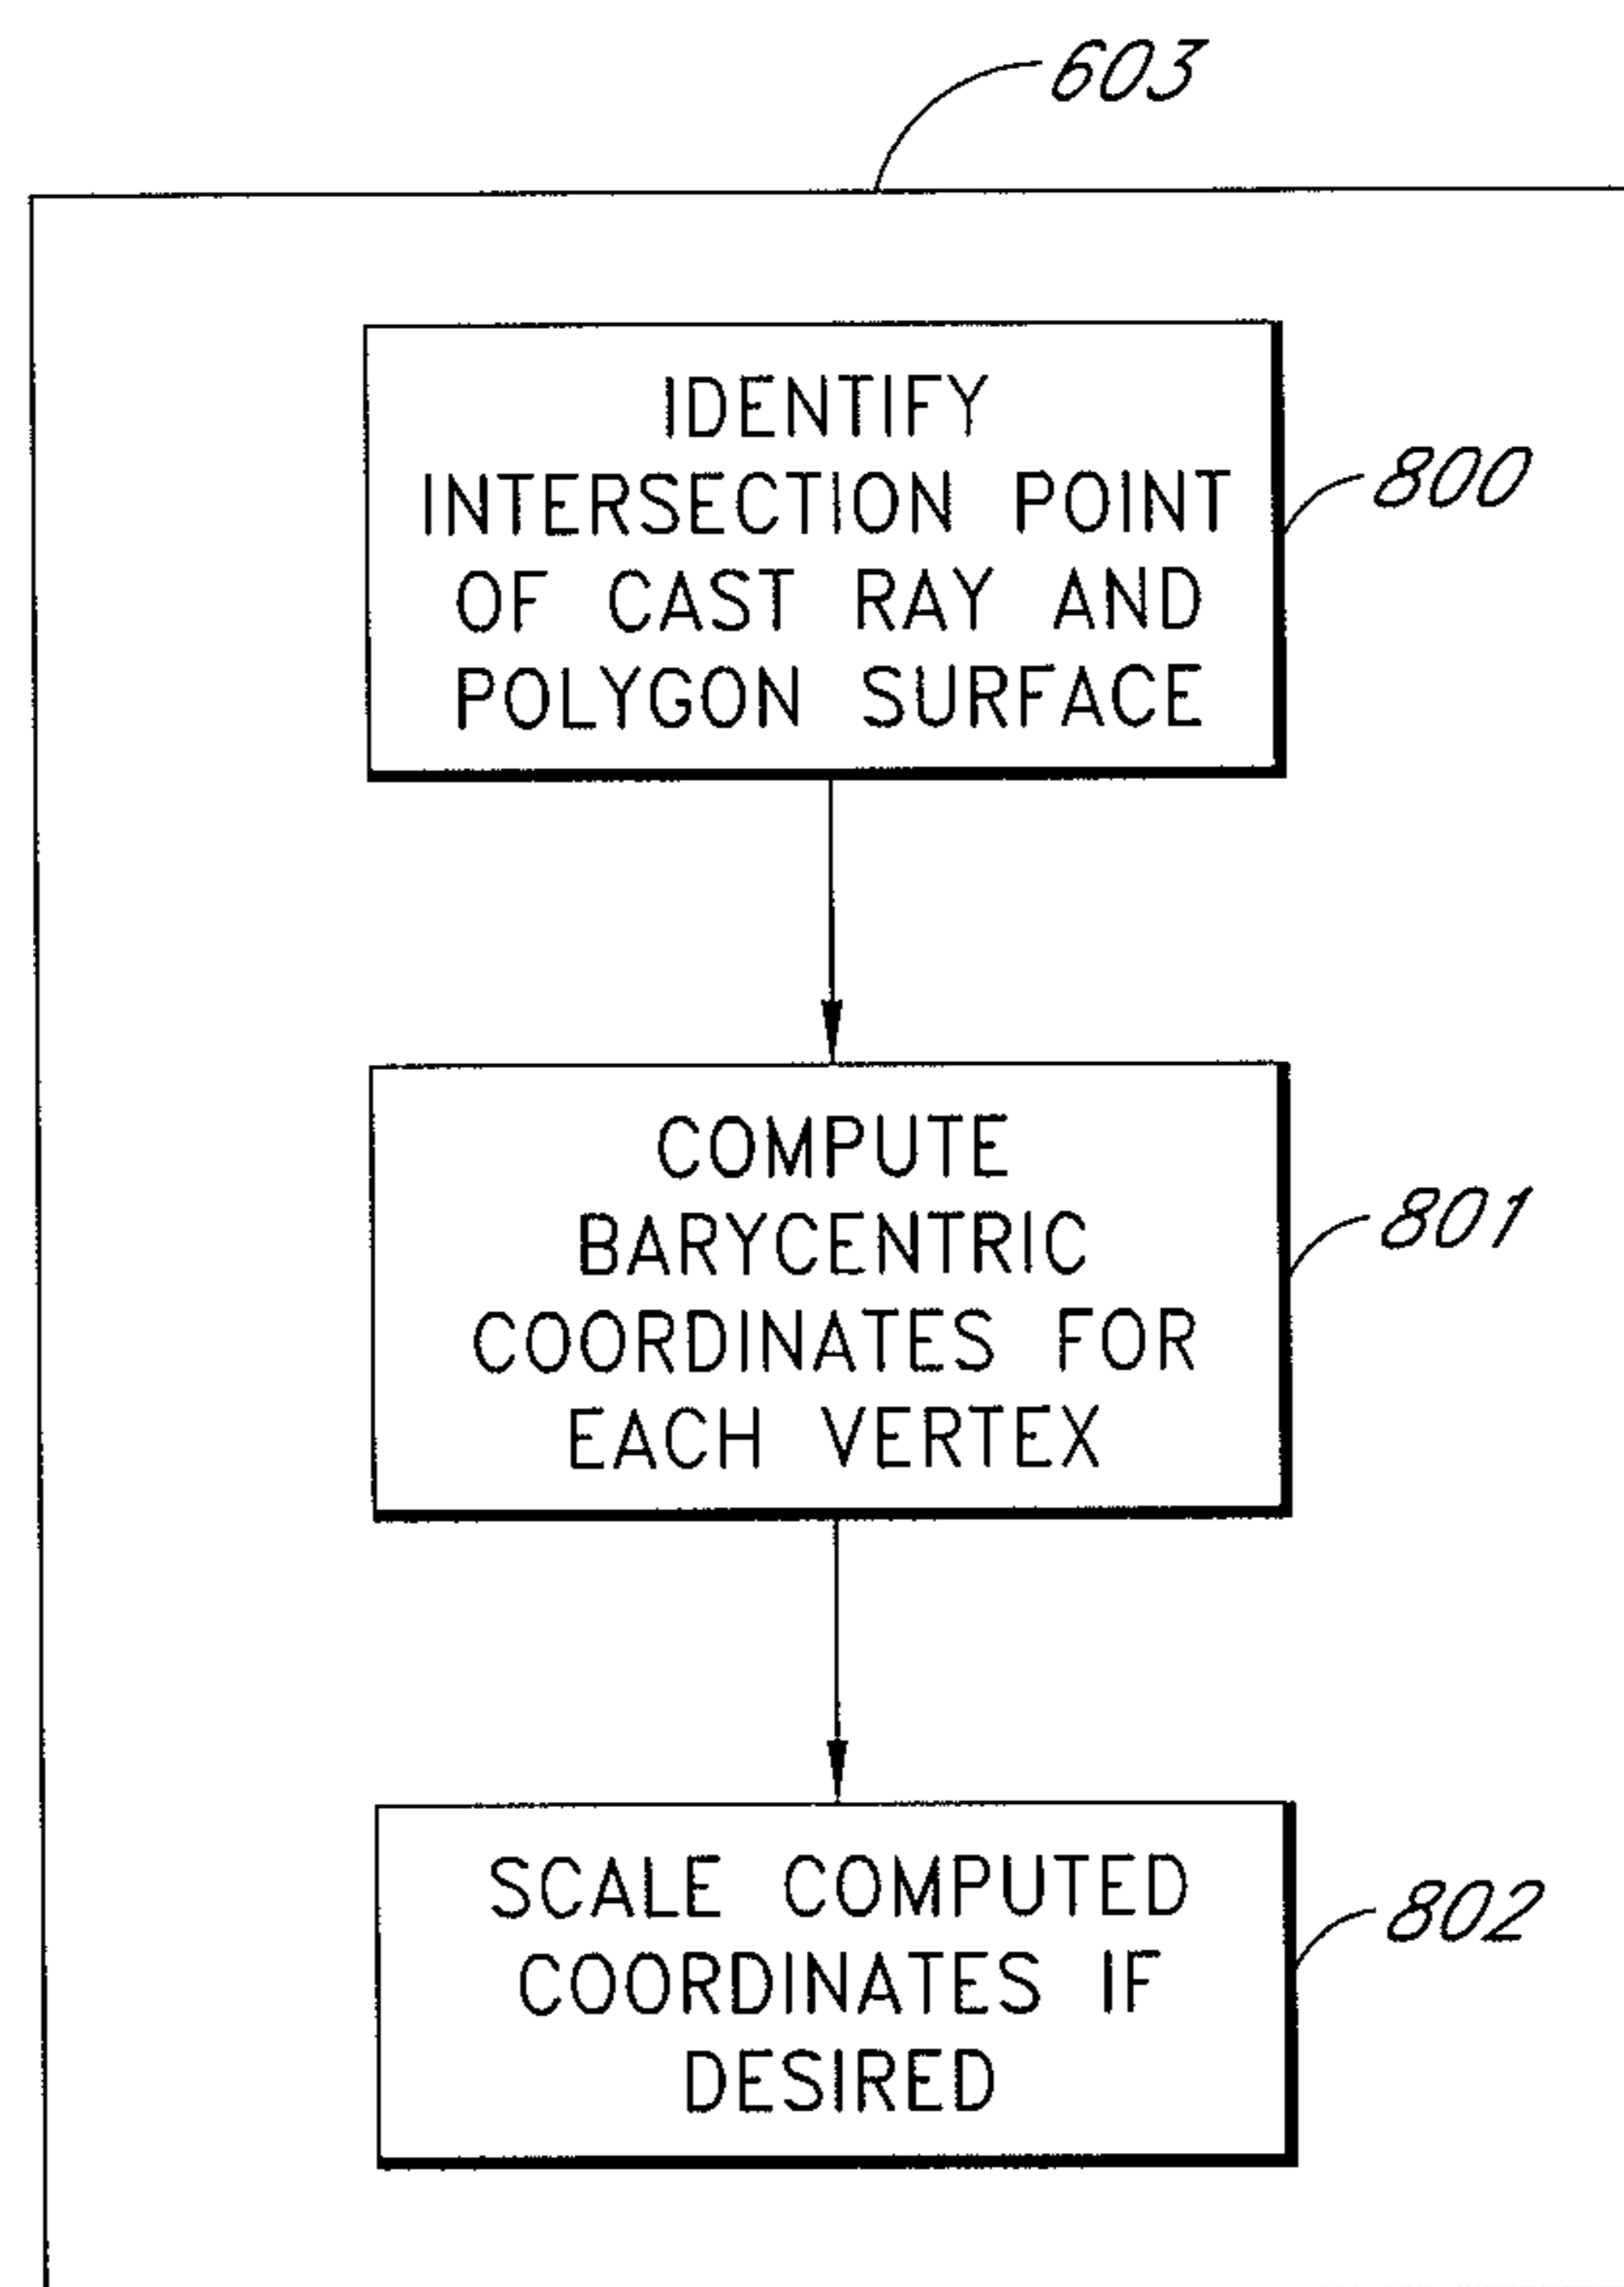 603
IDENTIFY
INTERSECTION POINT
OF CAST RAY AND
POLYGON SURFACE
800
COMPUTE
BARYCENTRIC
COORDINATES FOR
EACH VERTEX
801
SCALE COMPUTED
COORDINATES IF
DESIRED
802